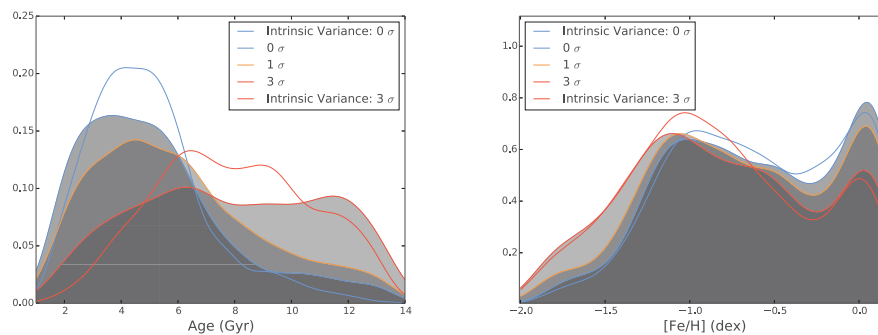 0.25
0.20
0.15
0.10
0.05
0.00
2
4
6
8
10
12
14
Age (Gyr)
Intrinsic Variance: 0 σ
0 σ
1 σ
3 σ
Intrinsic Variance: 3 σ
1.0
0.8
0.6
0.4
0.2
−2.0
−1.5
−1.0
−0.5
0.0
[Fe/H] (dex)
Intrinsic Variance: 0 σ
0 σ
1 σ
3 σ
Intrinsic Variance: 3 σ